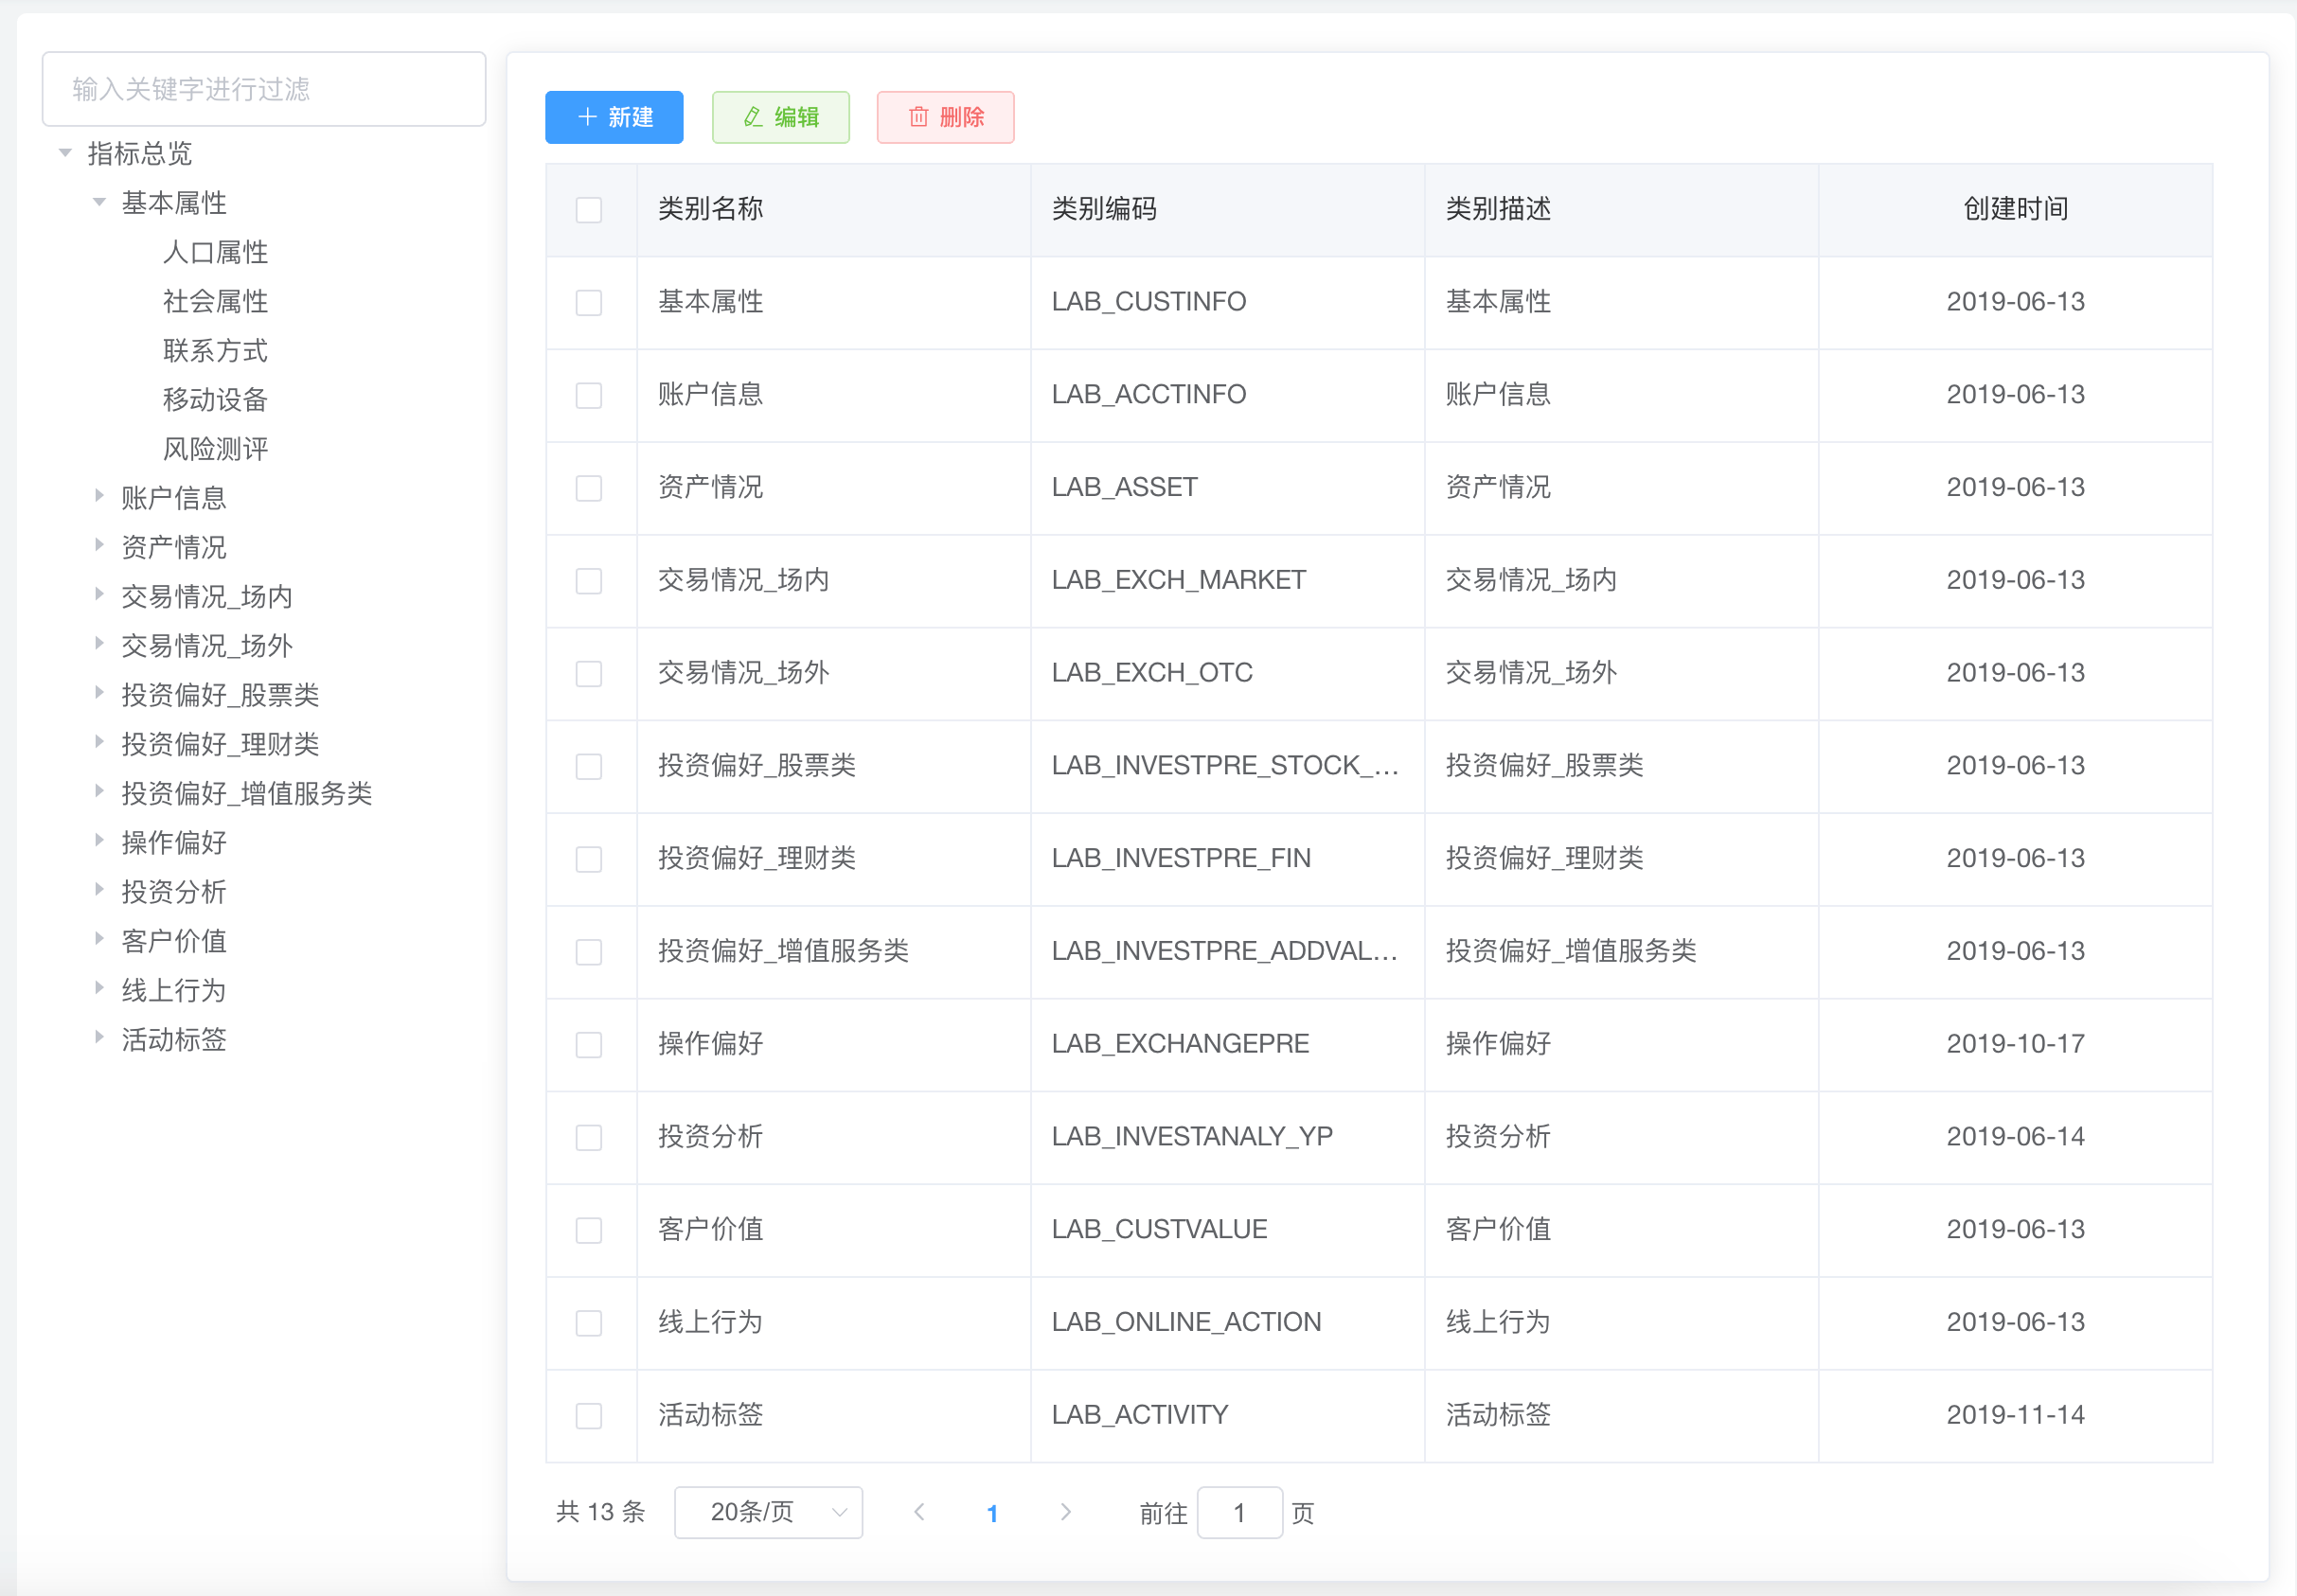 输入关键字进行过滤
指标总览
基本属性
人口属性
社会属性
联系方式
移动设备
风险测评
账户信息
资产情况
交易情况_场内
交易情况_场外
投资偏好_股票类
投资偏好_理财类
投资偏好_增值服务类
操作偏好
投资分析
客户价值
线上行为
活动标签
新建 编辑 删除
类别名称 类别编码 类别描述 创建时间
基本属性 LAB_CUSTINFO 基本属性 2019-06-13
账户信息 LAB_ACCTINFO 账户信息 2019-06-13
资产情况 LAB_ASSET 资产情况 2019-06-13
交易情况_场内 LAB_EXCH_MARKET 交易情况_场内 2019-06-13
交易情况_场外 LAB_EXCH_OTC 交易情况_场外 2019-06-13
投资偏好_股票类 LAB_INVESTPRE_STOCK_... 投资偏好_股票类 2019-06-13
投资偏好_理财类 LAB_INVESTPRE_FIN 投资偏好_理财类 2019-06-13
投资偏好_增值服务类 LAB_INVESTPRE_ADDVAL... 投资偏好_增值服务类 2019-06-13
操作偏好 LAB_EXCHANGEPRE 操作偏好 2019-10-17
投资分析 LAB_INVESTANALY_YP 投资分析 2019-06-14
客户价值 LAB_CUSTVALUE 客户价值 2019-06-13
线上行为 LAB_ONLINE_ACTION 线上行为 2019-06-13
活动标签 LAB_ACTIVITY 活动标签 2019-11-14
共 13 条 20条/页 1 前往 1 页